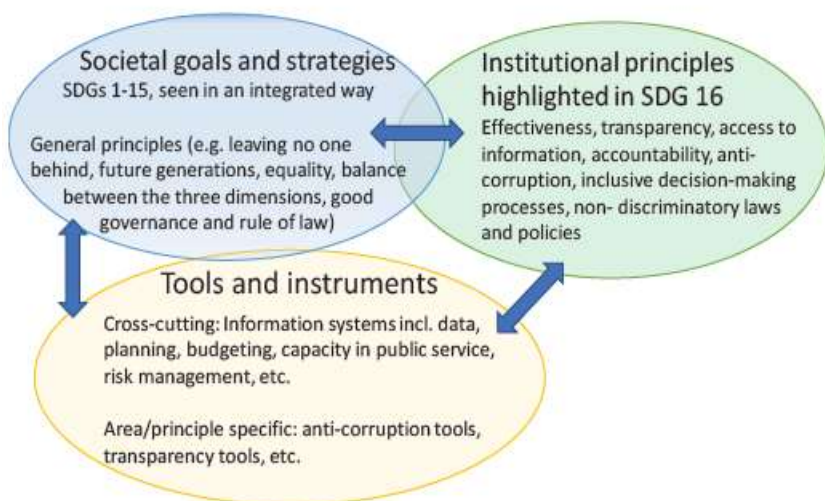 Societal goals and strategies
SDGs 1-15, seen in an integrated way
General principles (e.g. leaving no one
behind, future generations, equality, balance
between the three dimensions, good
governance and rule of law)
Institutional principles
highlighted in SDG 16
Effectiveness, transparency, access to
information, accountability, anti-
corruption, inclusive decision-making
processes, non- discriminatory laws
and policies
Tools and instruments
Cross-cutting: Information systems incl. data,
planning, budgeting, capacity in public service,
risk management, etc.
Area/principle specific: anti-corruption tools,
transparency tools, etc.